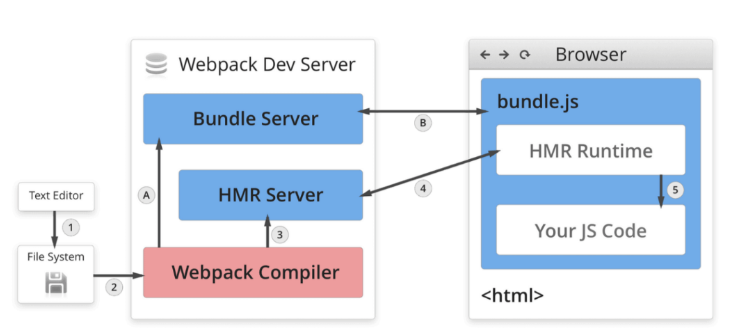 Webpack Dev Server
Browser
bundle.js
Bundle Server
B
HMR Runtime
HMR Server
4
A
5
Text Editor
1
3
Your JS Code
File System
Webpack Compiler
2
<html>